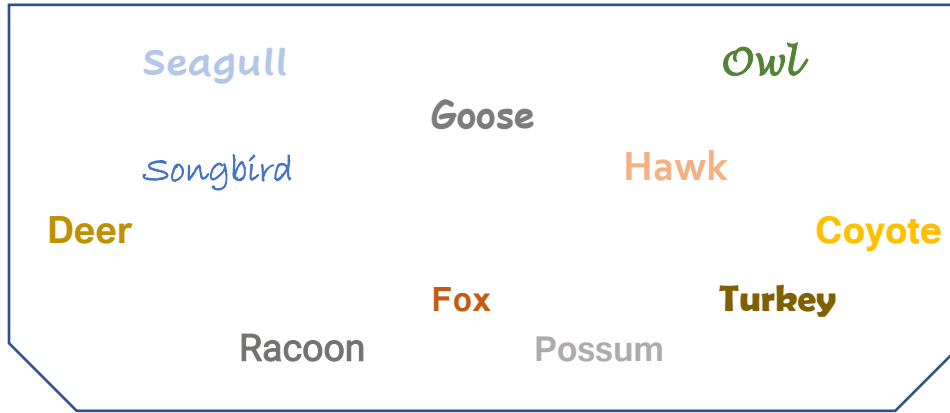 Seagull
Owl
Goose
Songbird
Hawk
Deer
Coyote
Fox
Turkey
Racoon
Possum